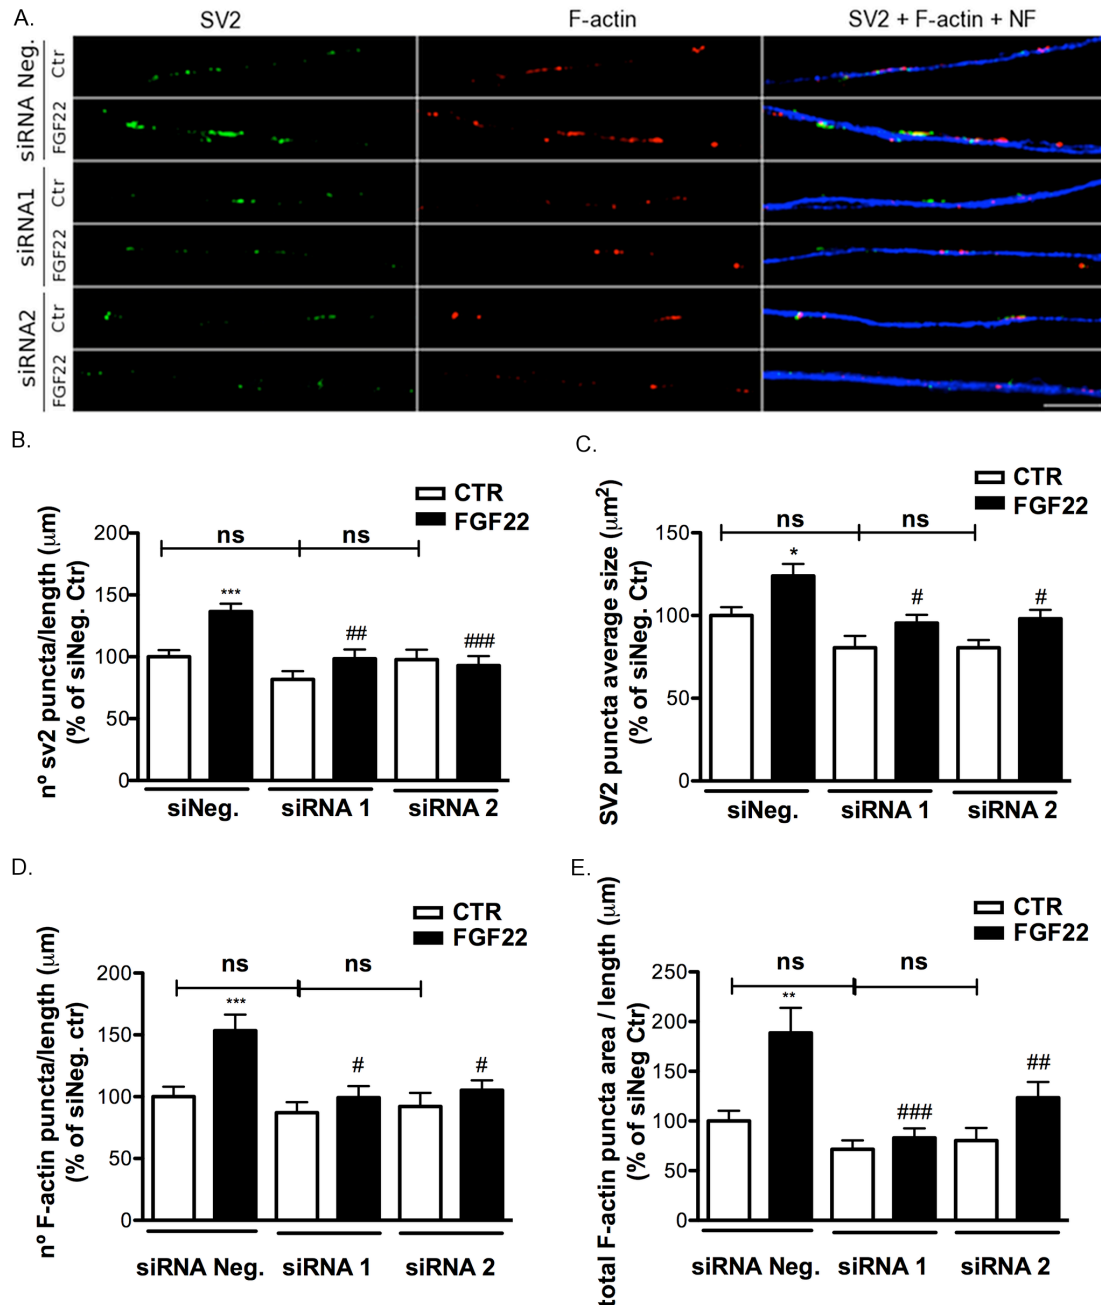 A.
SV2
F-actin
SV2 + F-actin + NF
siRNA Neg.
Ctr
FGF22
siRNA1
Ctr
FGF22
siRNA2
Ctr
FGF22
B.
CTR
FGF22
nº sv2 puncta/length (μm)
(% of siNeg. Ctr)
200
150
100
50
0
ns
ns
***
##
###
siNeg.
siRNA 1
siRNA 2
C.
CTR
FGF22
SV2 puncta average size (μm²)
(% of siNeg. Ctr)
150
100
50
0
ns
ns
*
#
#
siNeg.
siRNA 1
siRNA 2
D.
CTR
FGF22
nº F-actin puncta/length (μm)
(% of siNeg. ctr)
200
150
100
50
0
ns
ns
***
#
#
siRNA Neg.
siRNA 1
siRNA 2
E.
CTR
FGF22
total F-actin puncta area / length (μm)
(% of siNeg Ctr)
250
200
150
100
50
0
ns
ns
**
###
##
siRNA Neg.
siRNA 1
siRNA 2